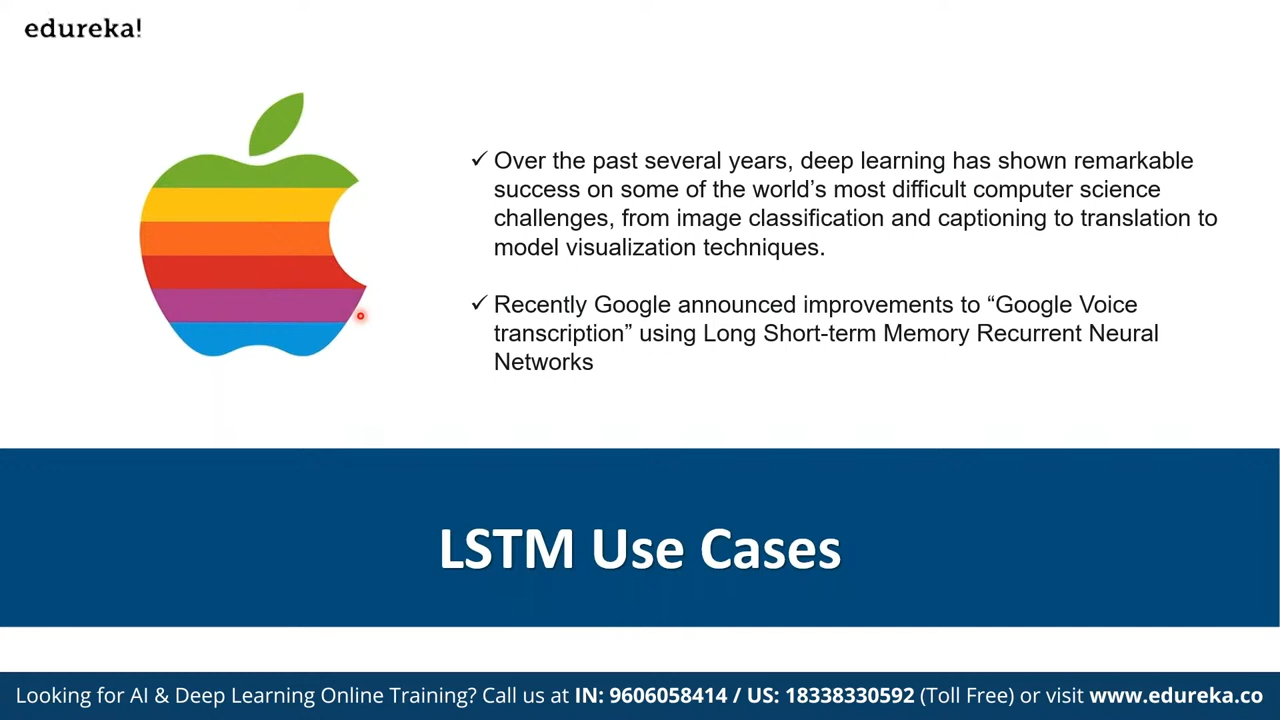 edureka!
✓ Over the past several years, deep learning has shown remarkable
success on some of the world’s most difficult computer science
challenges, from image classification and captioning to translation to
model visualization techniques.
✓ Recently Google announced improvements to “Google Voice
transcription” using Long Short-term Memory Recurrent Neural
Networks
LSTM Use Cases
Looking for AI & Deep Learning Online Training? Call us at IN: 9606058414 / US: 18338330592 (Toll Free) or visit www.edureka.co